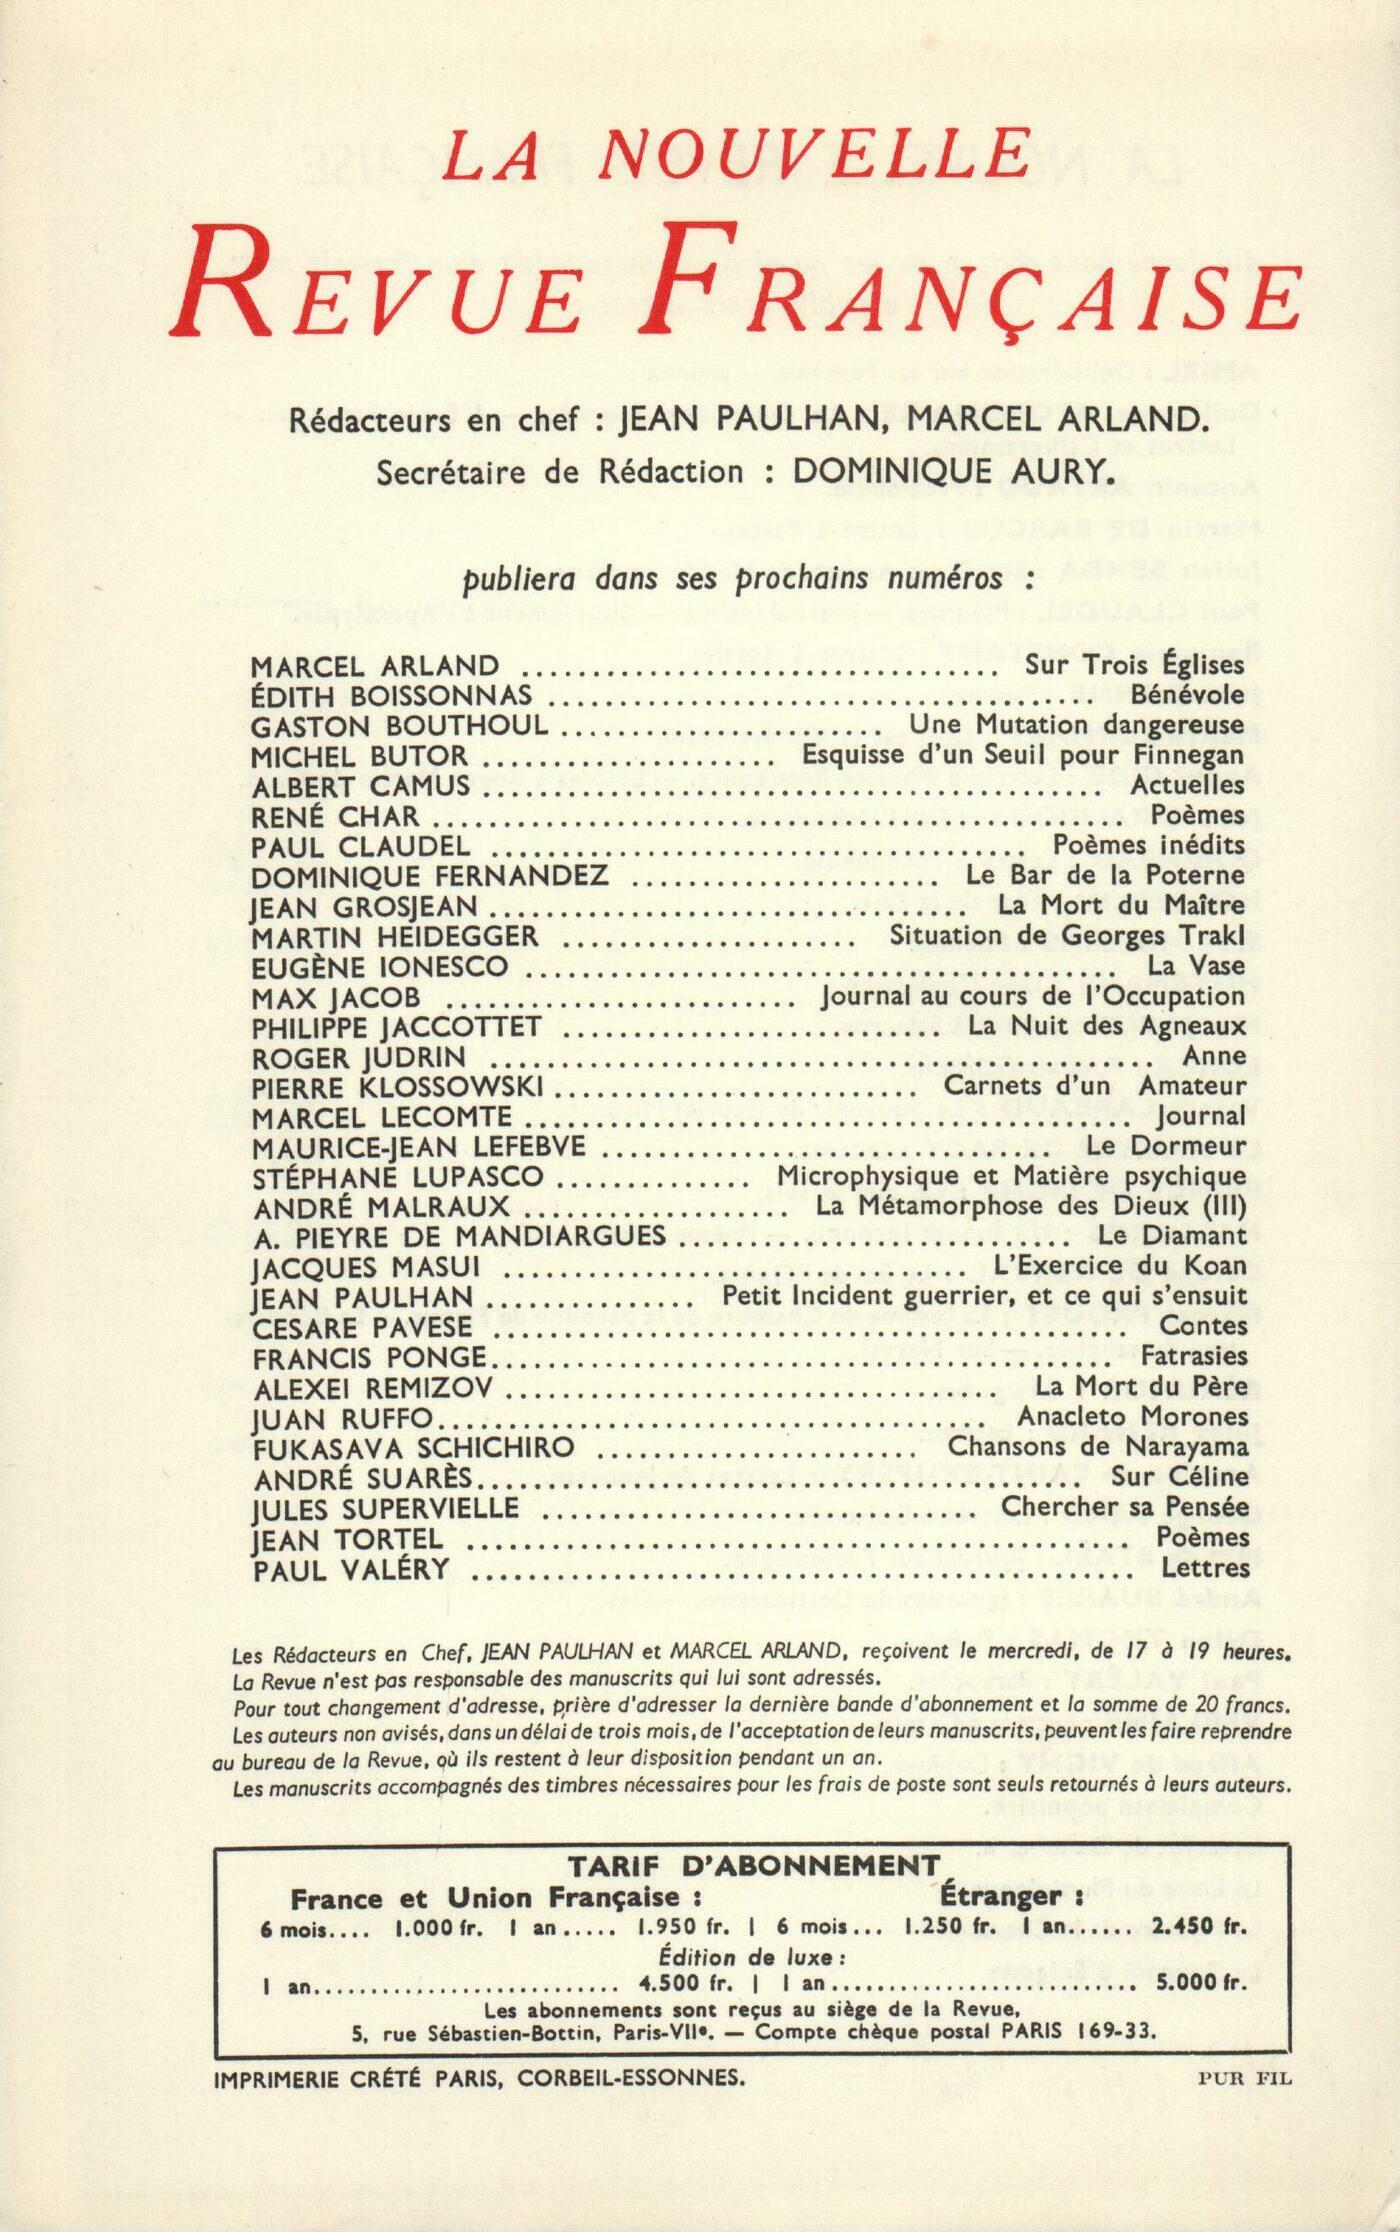 LA NOUVELLE
REVUE FRANÇAISE
Rédacteurs en chef : JEAN PAULHAN, MARCEL ARLAND.
Secrétaire de Rédaction : DOMINIQUE AURY.
publiera dans ses prochains numéros :
MARCEL ARLAND .................................. Sur Trois Églises
ÉDITH BOISSONNAS ....................................... Bénévole
GASTON BOUTHOUL ....................... Une Mutation dangereuse
MICHEL BUTOR ..................... Esquisse d'un Seuil pour Finnegan
ALBERT CAMUS ............................................ Actuelles
RENÉ CHAR ................................................. Poèmes
PAUL CLAUDEL ...................................... Poèmes inédits
DOMINIQUE FERNANDEZ ...................... Le Bar de la Poterne
JEAN GROSJEAN .................................. La Mort du Maître
MARTIN HEIDEGGER ..................... Situation de Georges Trakl
EUGÈNE IONESCO .......................................... La Vase
MAX JACOB ......................... Journal au cours de l'Occupation
PHILIPPE JACCOTTET ........................... La Nuit des Agneaux
ROGER JUDRIN ............................................... Anne
PIERRE KLOSSOWSKI .......................... Carnets d'un Amateur
MARCEL LECOMTE ........................................... Journal
MAURICE-JEAN LEFEBVE ................................ Le Dormeur
STÉPHANE LUPASCO .............. Microphysique et Matière psychique
ANDRÉ MALRAUX ................... La Métamorphose des Dieux (III)
A. PIEYRE DE MANDIARGUES ............................ Le Diamant
JACQUES MASUI ................................. L'Exercice du Koan
JEAN PAULHAN ............... Petit Incident guerrier, et ce qui s'ensuit
CESARE PAVESE ............................................. Contes
FRANCIS PONGE............................................ Fatrasies
ALEXEI REMIZOV ................................... La Mort du Père
JUAN RUFFO....................................... Anacleto Morones
FUKASAVA SCHICHIRO ....................... Chansons de Narayama
ANDRÉ SUARÈS........................................... Sur Céline
JULES SUPERVIELLE ............................... Chercher sa Pensée
JEAN TORTEL ............................................... Poèmes
PAUL VALÉRY ............................................... Lettres
Les Rédacteurs en Chef, JEAN PAULHAN et MARCEL ARLAND, reçoivent le mercredi, de 17 à 19 heures.
La Revue n'est pas responsable des manuscrits qui lui sont adressés.
Pour tout changement d'adresse, prière d'adresser la dernière bande d'abonnement et la somme de 20 francs.
Les auteurs non avisés, dans un délai de trois mois, de l'acceptation de leurs manuscrits, peuvent les faire reprendre
au bureau de la Revue, où ils restent à leur disposition pendant un an.
Les manuscrits accompagnés des timbres nécessaires pour les frais de poste sont seuls retournés à leurs auteurs.
TARIF D'ABONNEMENT
France et Union Française : Étranger :
6 mois.... 1.000 fr. 1 an ..... 1.950 fr. | 6 mois... 1.250 fr. 1 an...... 2.450 fr.
Édition de luxe :
1 an.......................... 4.500 fr. | 1 an .......................... 5.000 fr.
Les abonnements sont reçus au siège de la Revue,
5, rue Sébastien-Bottin, Paris-VIIe. — Compte chèque postal PARIS 169-33.
IMPRIMERIE CRÉTÉ PARIS, CORBEIL-ESSONNES. PUR FIL